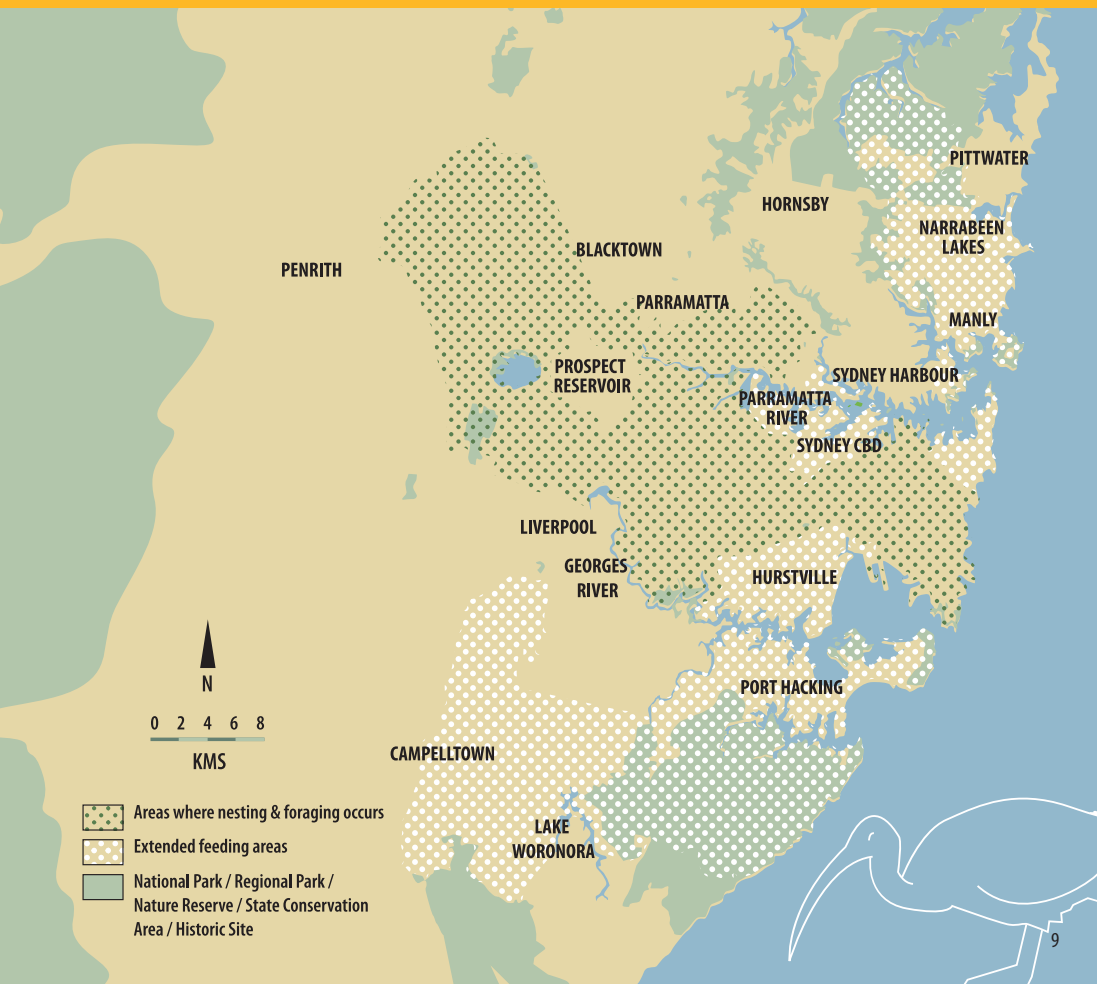 PITTWATER
HORNSBY
NARRABEEN
LAKES
BLACKTOWN
PENRITH
PARRAMATTA
MANLY
PROSPECT
RESERVOIR
SYDNEY HARBOUR
PARRAMATTA
RIVER
SYDNEY CBD
LIVERPOOL
GEORGES
RIVER
HURSTVILLE
N
PORT HACKING
0 2 4 6 8
KMS
CAMPELLTOWN
LAKE
WORONORA
Areas where nesting & foraging occurs
Extended feeding areas
National Park / Regional Park /
Nature Reserve / State Conservation
Area / Historic Site
9